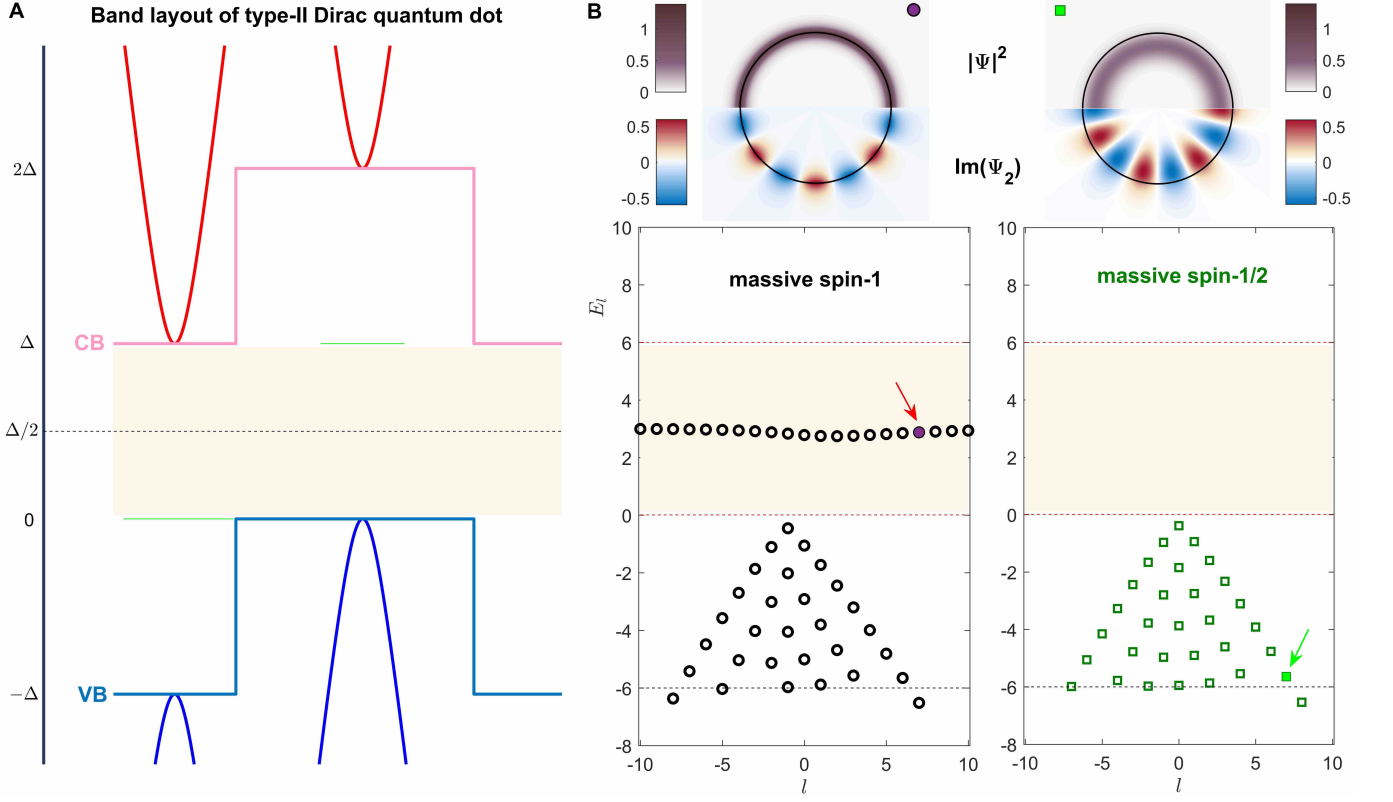 A
Band layout of type-II Dirac quantum dot
2Δ
Δ
CB
Δ/2
0
−Δ
VB
B
1
0.5
0
0.5
0
-0.5
|Ψ|²
Im(Ψ₂)
1
0.5
0
0.5
0
-0.5
massive spin-1
E_l
10
8
6
4
2
0
-2
-4
-6
-8
-10
-5
0
5
10
l
massive spin-1/2
10
8
6
4
2
0
-2
-4
-6
-8
-10
-5
0
5
10
l